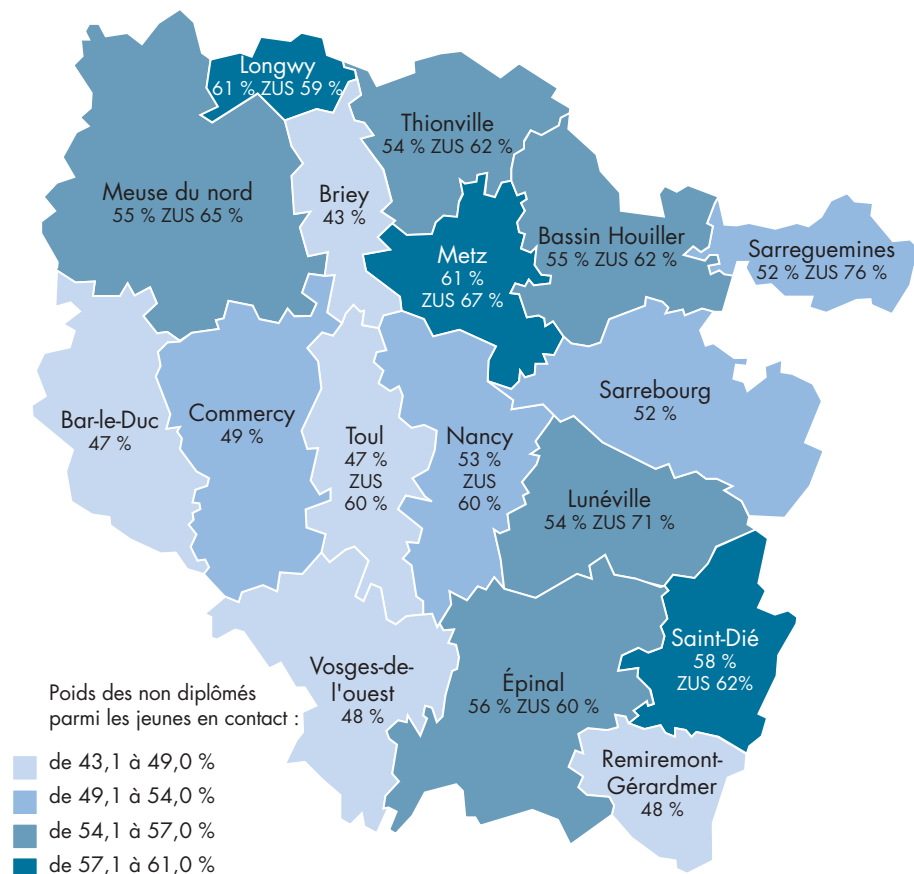 Longwy
61 % ZUS 59 %
Thionville
54 % ZUS 62 %
Meuse du nord
55 % ZUS 65 %
Briey
43 %
Metz
61 %
ZUS 67 %
Bassin Houiller
55 % ZUS 62 %
Sarreguemines
52 % ZUS 76 %
Bar-le-Duc
47 %
Commercy
49 %
Toul
47 %
ZUS
60 %
Nancy
53 %
ZUS
60 %
Sarrebourg
52 %
Lunéville
54 % ZUS 71 %
Vosges-de-
l'ouest
48 %
Épinal
56 % ZUS 60 %
Saint-Dié
58 %
ZUS 62%
Remiremont-
Gérardmer
48 %
Poids des non diplômés
parmi les jeunes en contact :
de 43,1 à 49,0 %
de 49,1 à 54,0 %
de 54,1 à 57,0 %
de 57,1 à 61,0 %